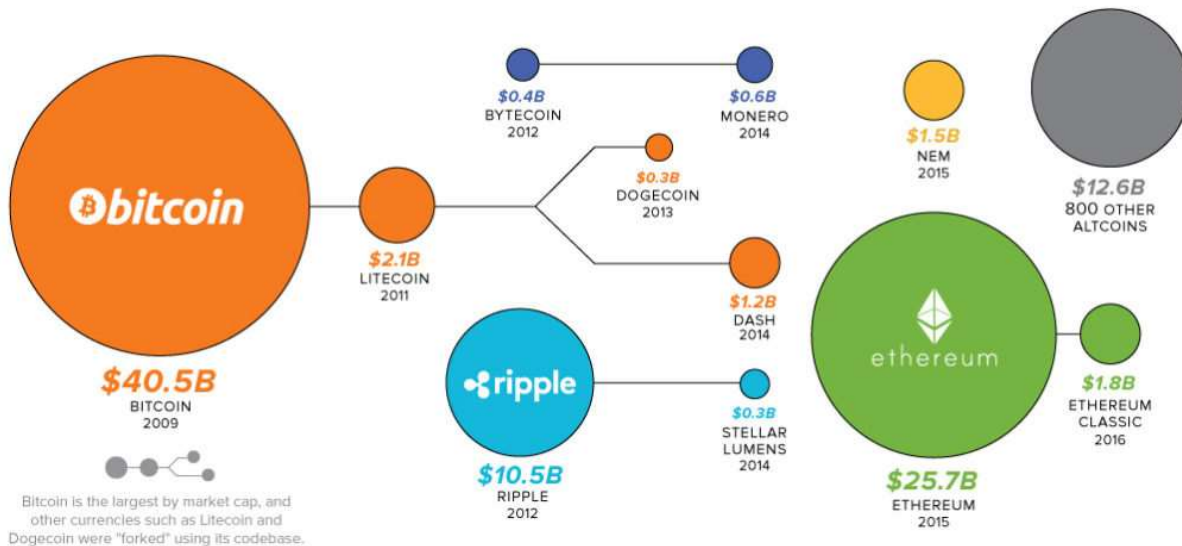 bitcoin
$40.5B
BITCOIN
2009
Bitcoin is the largest by market cap, and
other currencies such as Litecoin and
Dogecoin were "forked" using its codebase.
$2.1B
LITECOIN
2011
$0.4B
BYTECOIN
2012
$0.6B
MONERO
2014
$0.3B
DOGECOIN
2013
$1.2B
DASH
2014
ripple
$10.5B
RIPPLE
2012
$0.3B
STELLAR
LUMENS
2014
$1.5B
NEM
2015
$12.6B
800 OTHER
ALTCOINS
ethereum
$25.7B
ETHEREUM
2015
$1.8B
ETHEREUM
CLASSIC
2016